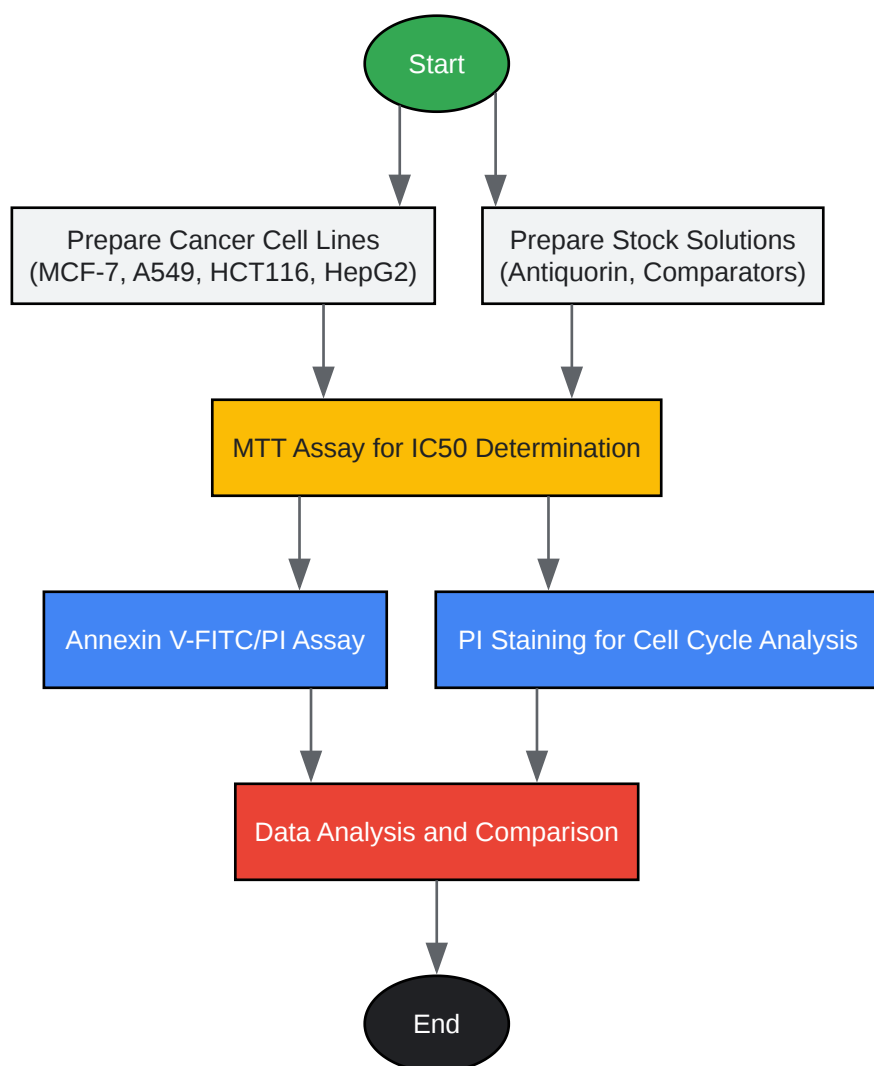 Start
Prepare Cancer Cell Lines
(MCF-7, A549, HCT116, HepG2)
Prepare Stock Solutions
(Antiquorin, Comparators)
MTT Assay for IC50 Determination
Annexin V-FITC/PI Assay
PI Staining for Cell Cycle Analysis
Data Analysis and Comparison
End